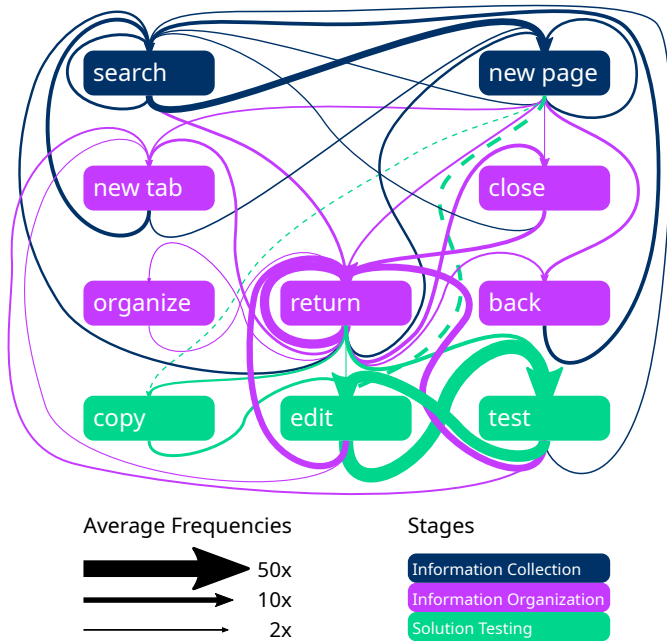 search
new page
new tab
close
organize
return
back
copy
edit
test
Average Frequencies
50x
10x
2x
Stages
Information Collection
Information Organization
Solution Testing